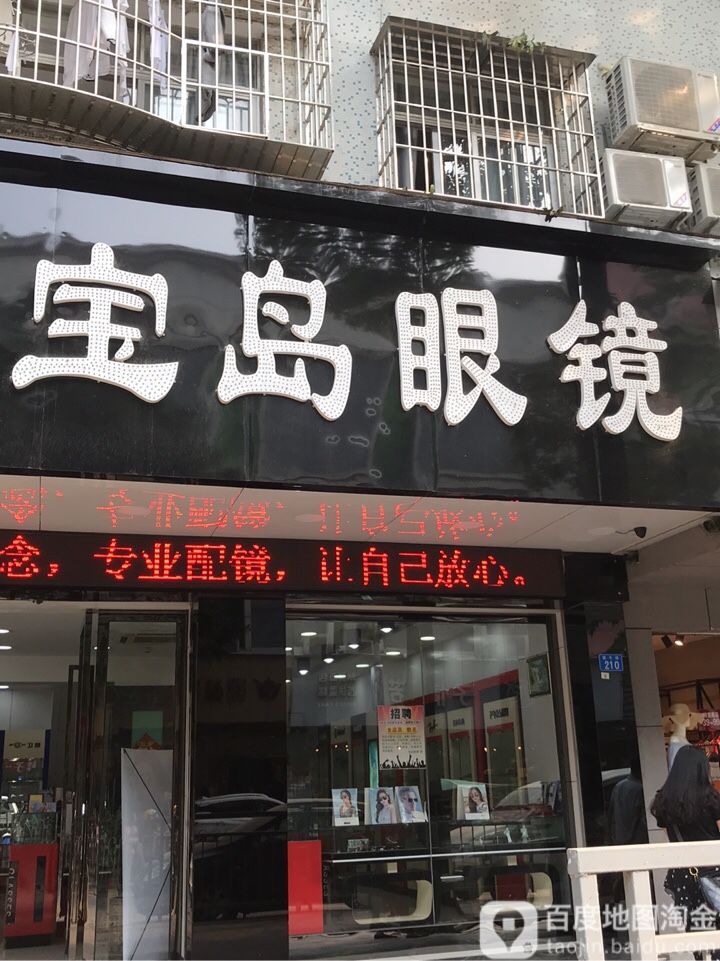 宝岛眼镜
念，专业配镜，让自己放心。
210
招聘
百度地图淘金
taojin.baidu.com